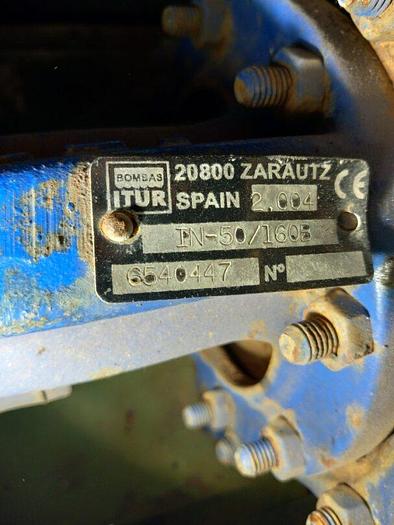 BOMBAS
ITUR
20800 ZARAUTZ
SPAIN 2.004
CE
IN-50/160B
6540447 Nº